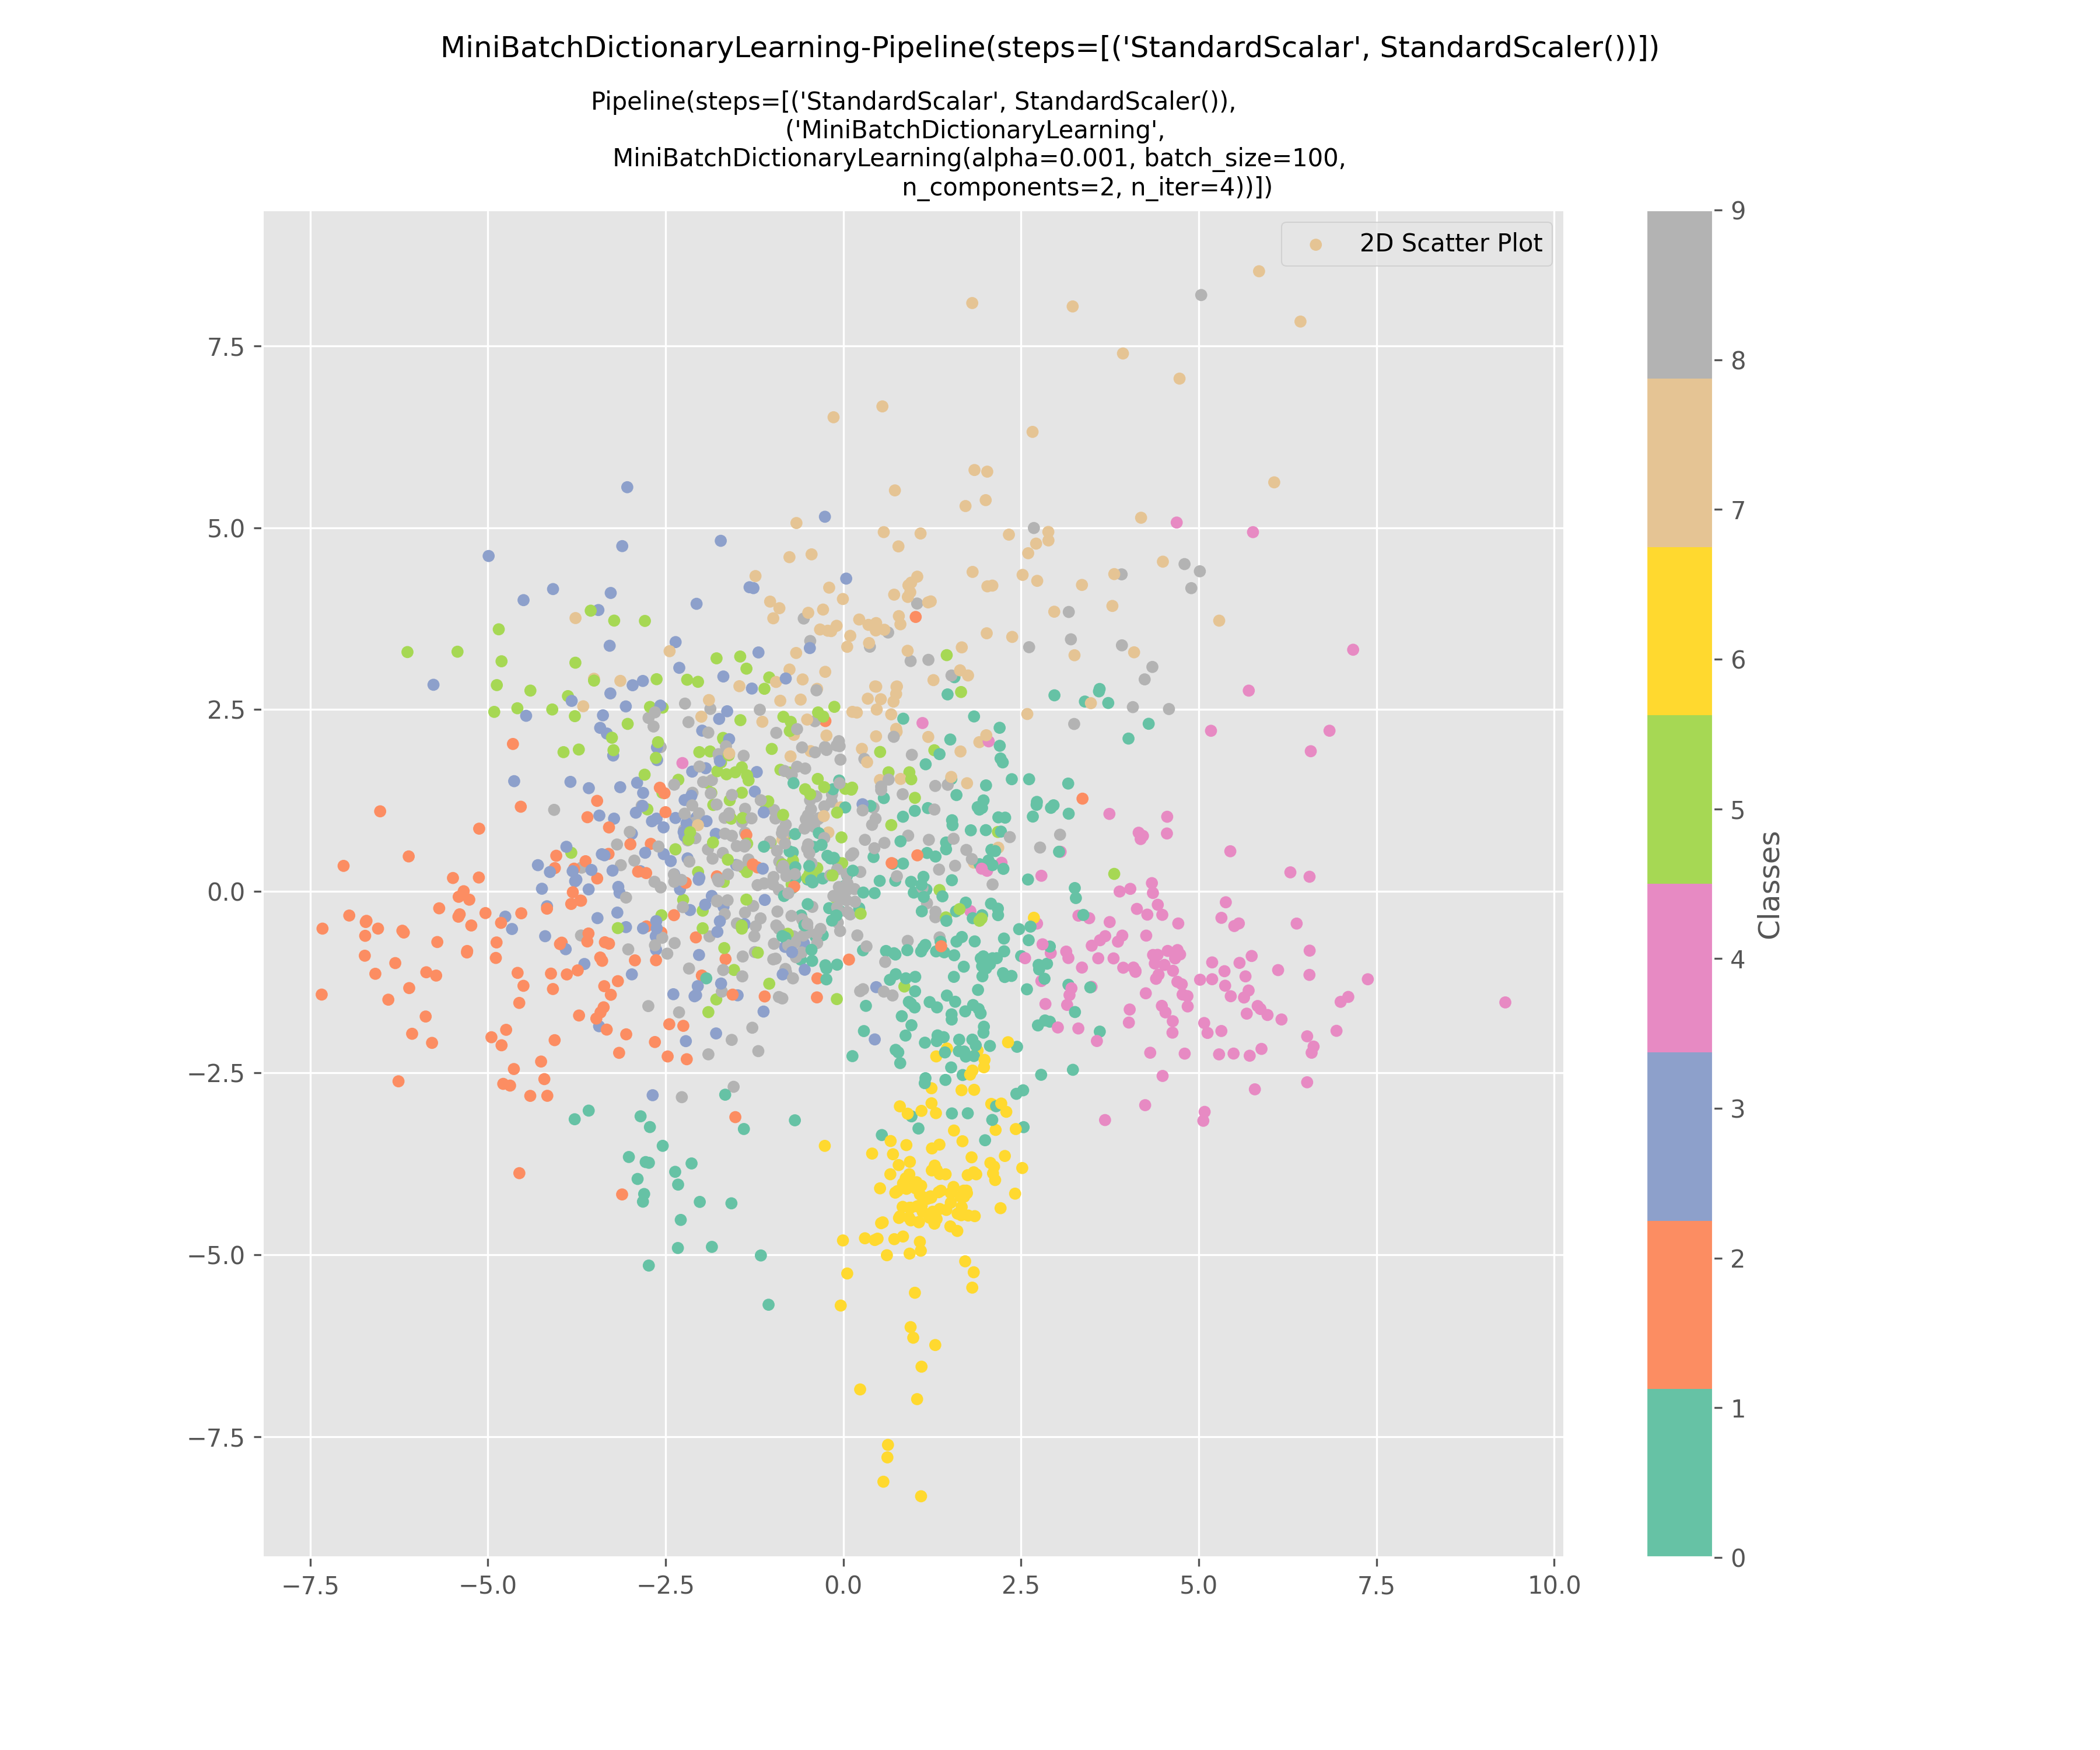 MiniBatchDictionaryLearning-Pipeline(steps=[('StandardScalar', StandardScaler())])
Pipeline(steps=[('StandardScalar', StandardScaler()),
('MiniBatchDictionaryLearning',
MiniBatchDictionaryLearning(alpha=0.001, batch_size=100,
n_components=2, n_iter=4))])
2D Scatter Plot
7.5
5.0
2.5
0.0
−2.5
−5.0
−7.5
−7.5 −5.0 −2.5 0.0 2.5 5.0 7.5 10.0
9
8
7
6
5
4
3
2
1
0
Classes